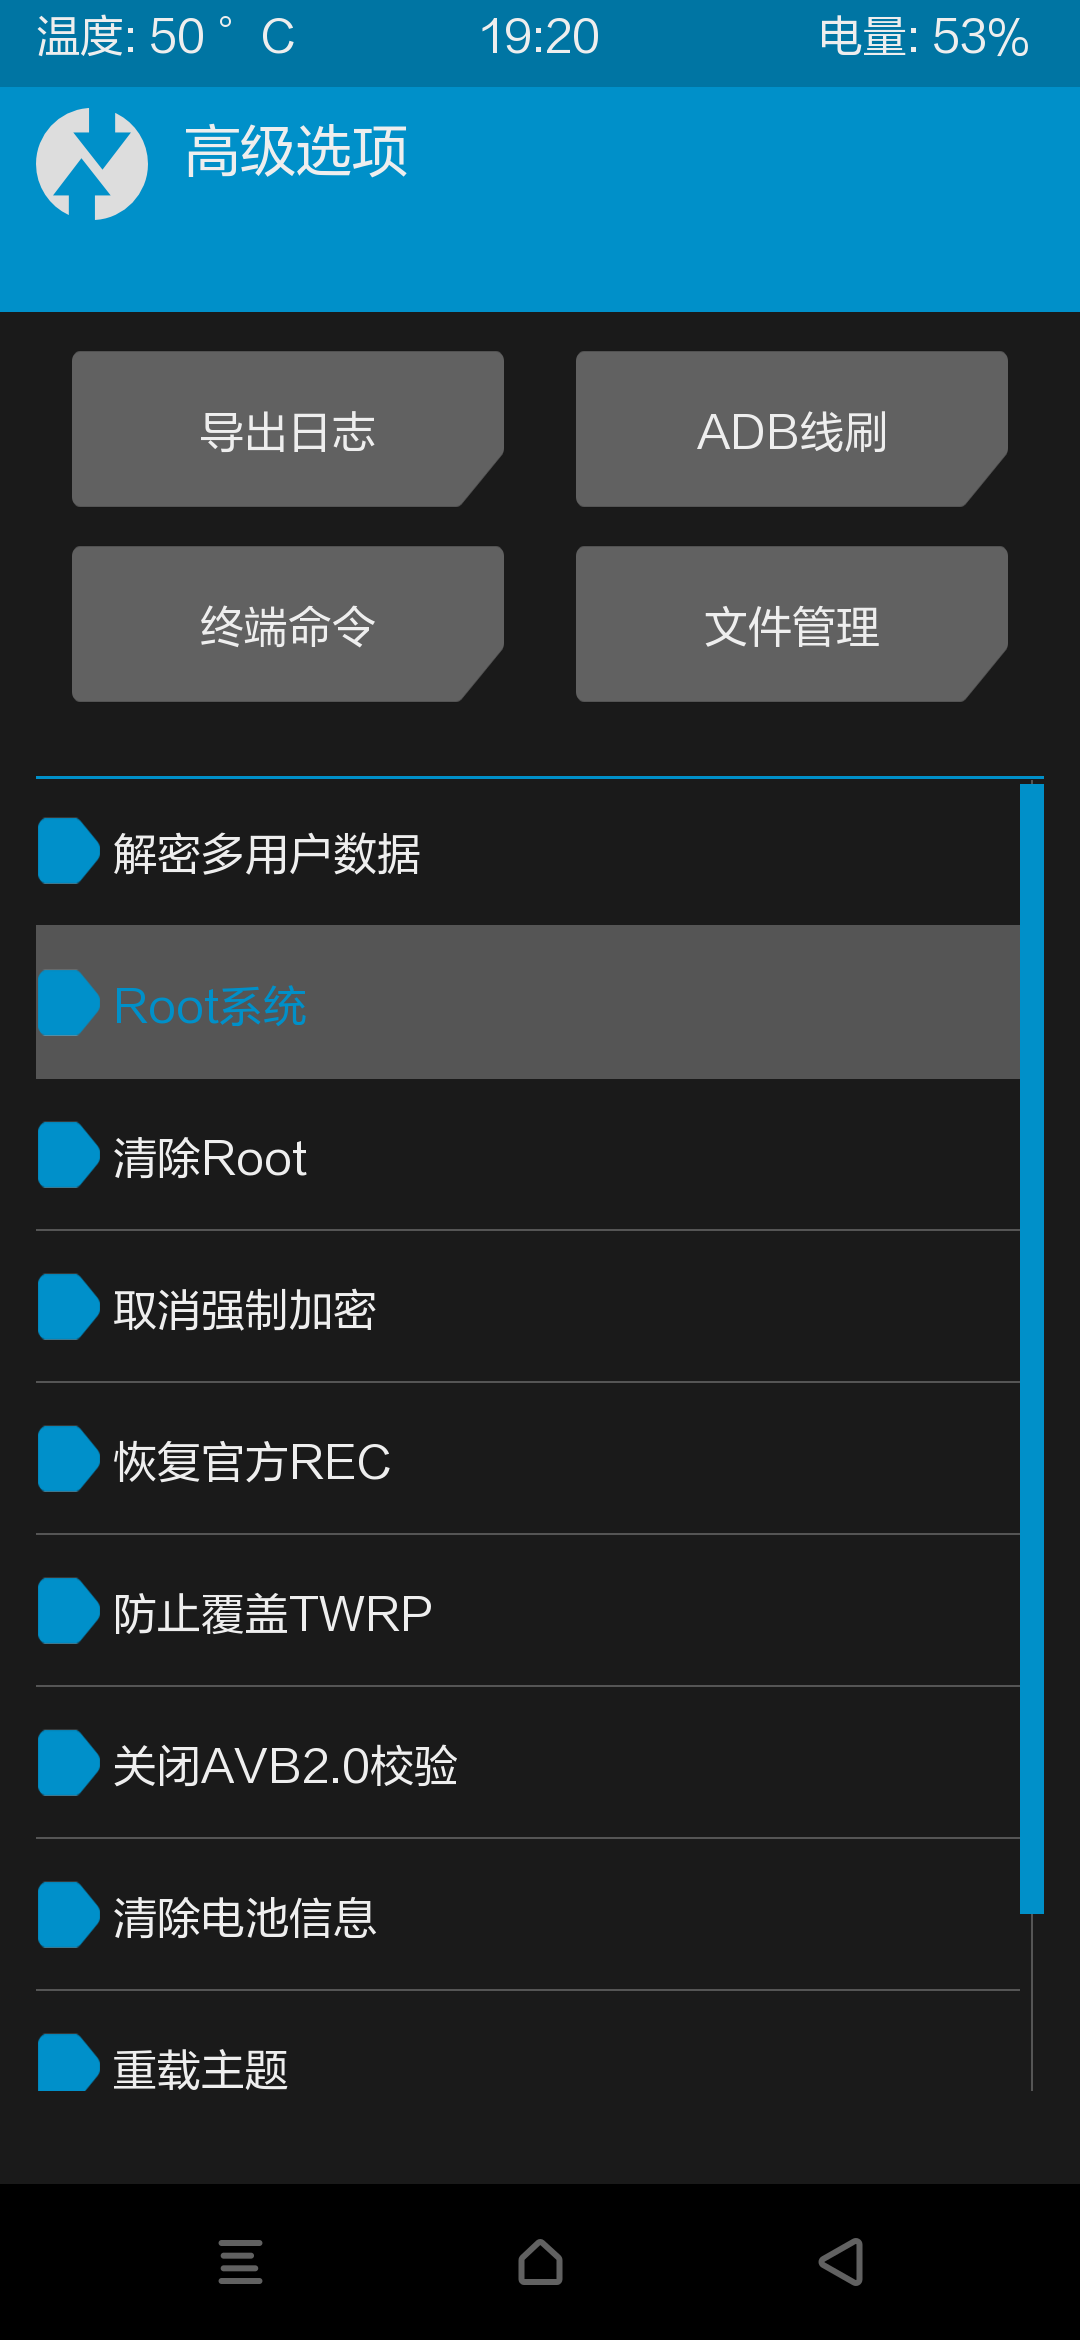 温度: 50 ° C 19:20 电量: 53%
高级选项
导出日志 ADB线刷
终端命令 文件管理
解密多用户数据
Root系统
清除Root
取消强制加密
恢复官方REC
防止覆盖TWRP
关闭AVB2.0校验
清除电池信息
重载主题